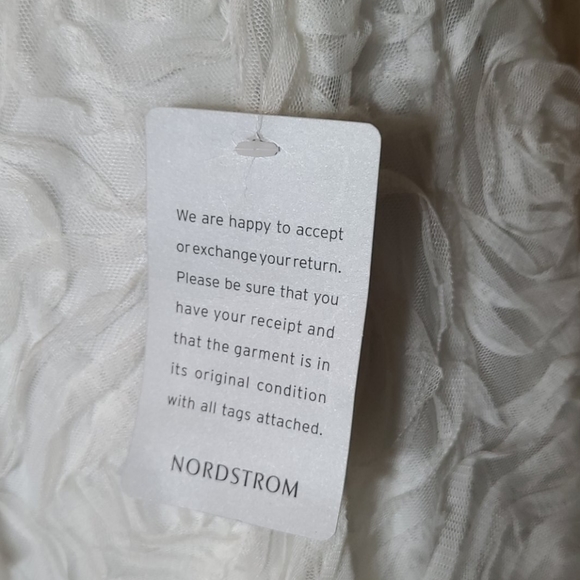 We are happy to accept
or exchange your return.
Please be sure that you
have your receipt and
that the garment is in
its original condition
with all tags attached.
NORDSTROM